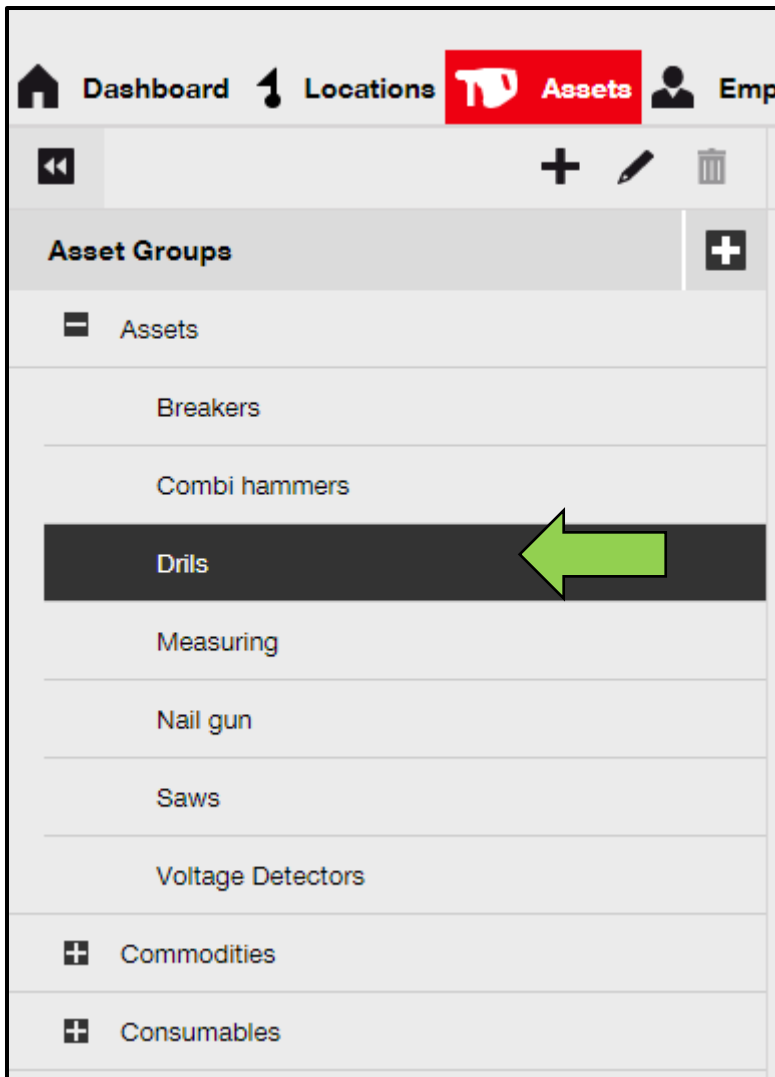 Dashboard Locations Assets Emp
Asset Groups
Assets
Breakers
Combi hammers
Drils
Measuring
Nail gun
Saws
Voltage Detectors
Commodities
Consumables